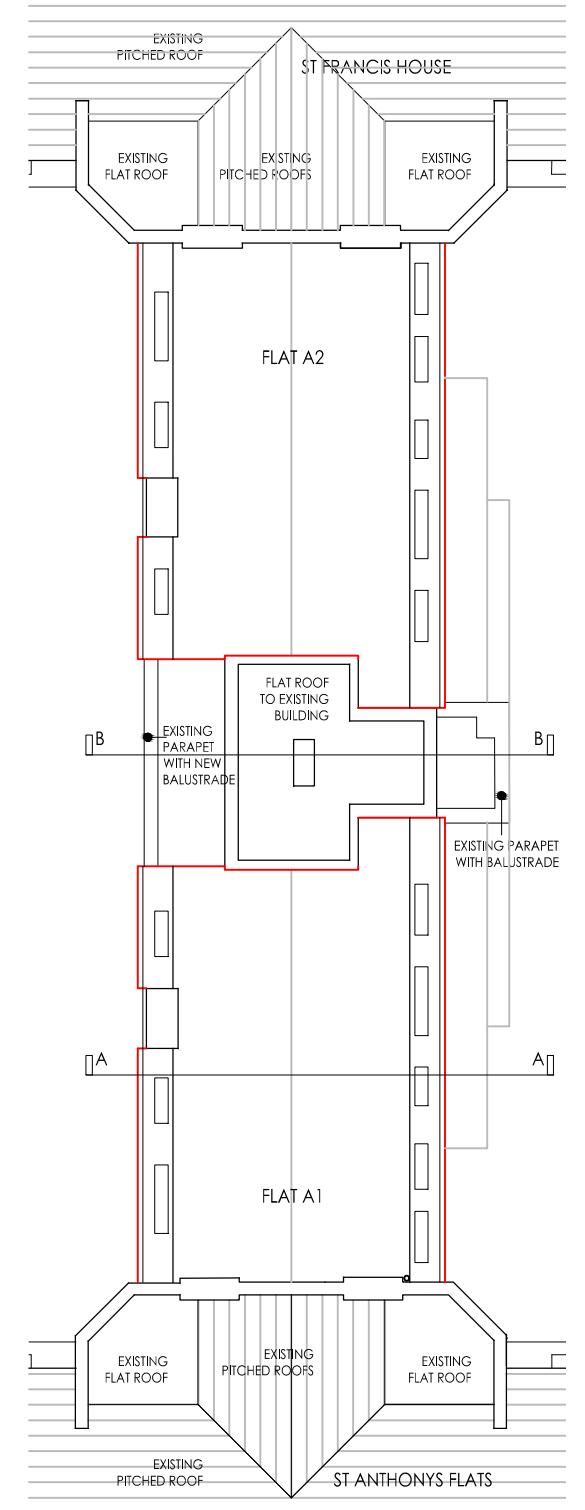 EXISTING
PITCHED ROOF
ST FRANCIS HOUSE
EXISTING
FLAT ROOF
EXISTING
PITCHED ROOFS
EXISTING
FLAT ROOF
FLAT A2
FLAT ROOF
TO EXISTING
BUILDING
B
EXISTING
PARAPET
WITH NEW
BALUSTRADE
B
EXISTING PARAPET
WITH BALUSTRADE
A
A
FLAT A1
EXISTING
FLAT ROOF
EXISTING
PITCHED ROOFS
EXISTING
FLAT ROOF
EXISTING
PITCHED ROOF
ST ANTHONYS FLATS